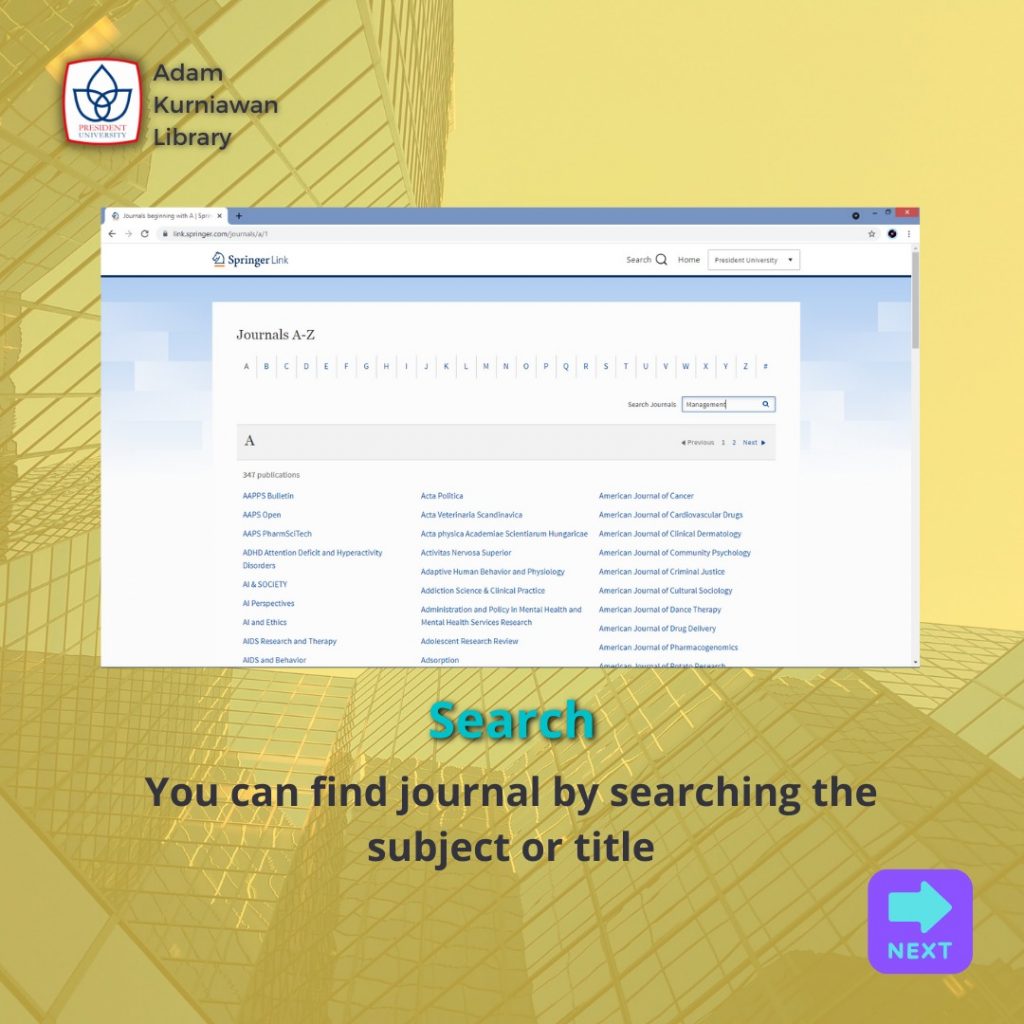 Adam
Kurniawan
Library
PRESIDENT
UNIVERSITY
Journals beginning with A | Spri
link.springer.com/journals/a/1
Springer Link
Search
Home
President University
Journals A-Z
A B C D E F G H I J K L M N O P Q R S T U V W X Y Z #
Search Journals
Management
A
Previous 1 2 Next
347 publications
AAPPS Bulletin
AAPS Open
AAPS PharmSciTech
ADHD Attention Deficit and Hyperactivity
Disorders
AI & SOCIETY
AI Perspectives
AI and Ethics
AIDS Research and Therapy
AIDS and Behavior
Acta Politica
Acta Veterinaria Scandinavica
Acta physica Academiae Scientiarum Hungaricae
Activitas Nervosa Superior
Adaptive Human Behavior and Physiology
Addiction Science & Clinical Practice
Administration and Policy in Mental Health and
Mental Health Services Research
Adolescent Research Review
Adsorption
American Journal of Cancer
American Journal of Cardiovascular Drugs
American Journal of Clinical Dermatology
American Journal of Community Psychology
American Journal of Criminal Justice
American Journal of Cultural Sociology
American Journal of Dance Therapy
American Journal of Drug Delivery
American Journal of Pharmacogenomics
American Journal of Potato Research
Search
You can find journal by searching the
subject or title
NEXT